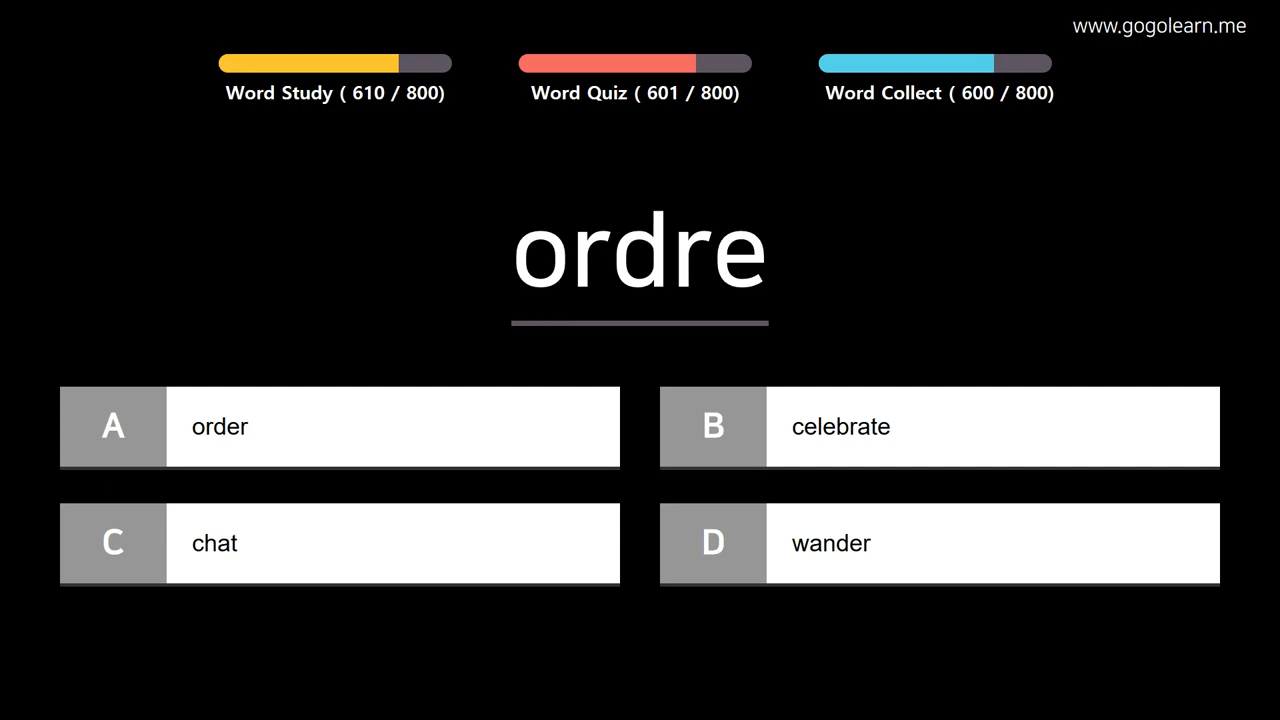 www.gogolearn.me
Word Study ( 610 / 800)
Word Quiz ( 601 / 800)
Word Collect ( 600 / 800)
ordre
A order
B celebrate
C chat
D wander